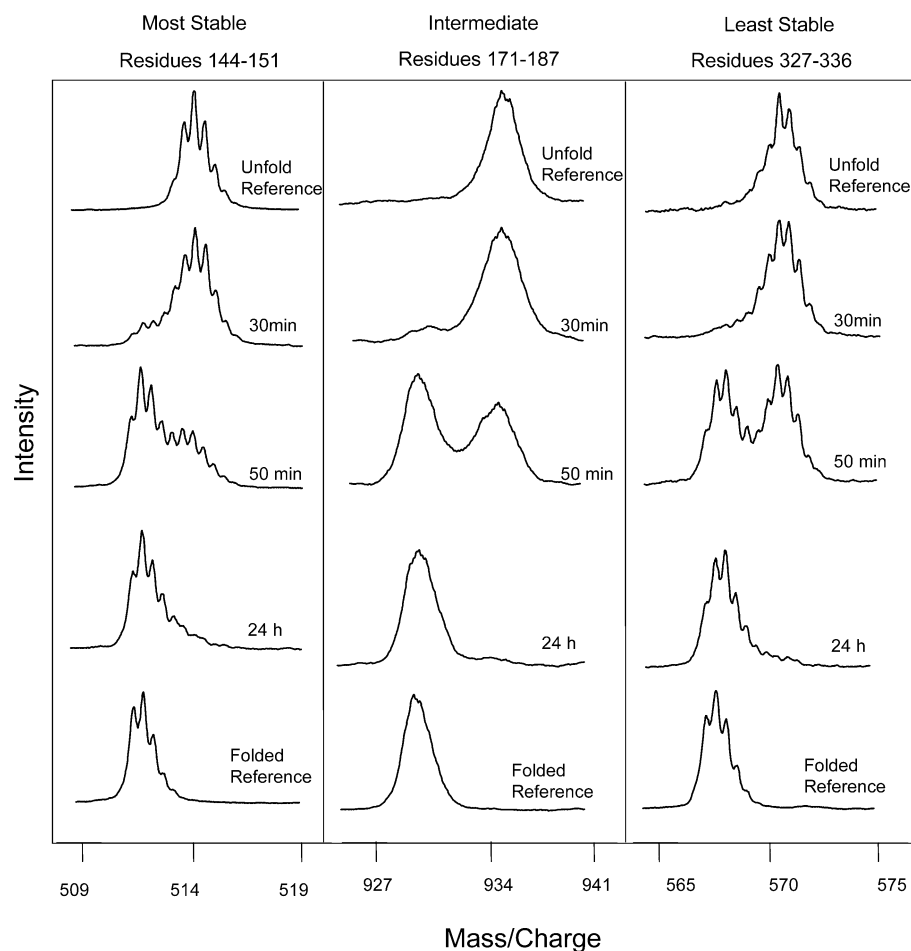 Most Stable
Residues 144-151
Intermediate
Residues 171-187
Least Stable
Residues 327-336
Unfold
Reference
30min
50 min
24 h
Folded
Reference
Unfold
Reference
30min
50 min
24 h
Folded
Reference
Unfold
Reference
30min
50 min
24 h
Folded
Reference
Intensity
509
514
519
927
934
941
565
570
575
Mass/Charge